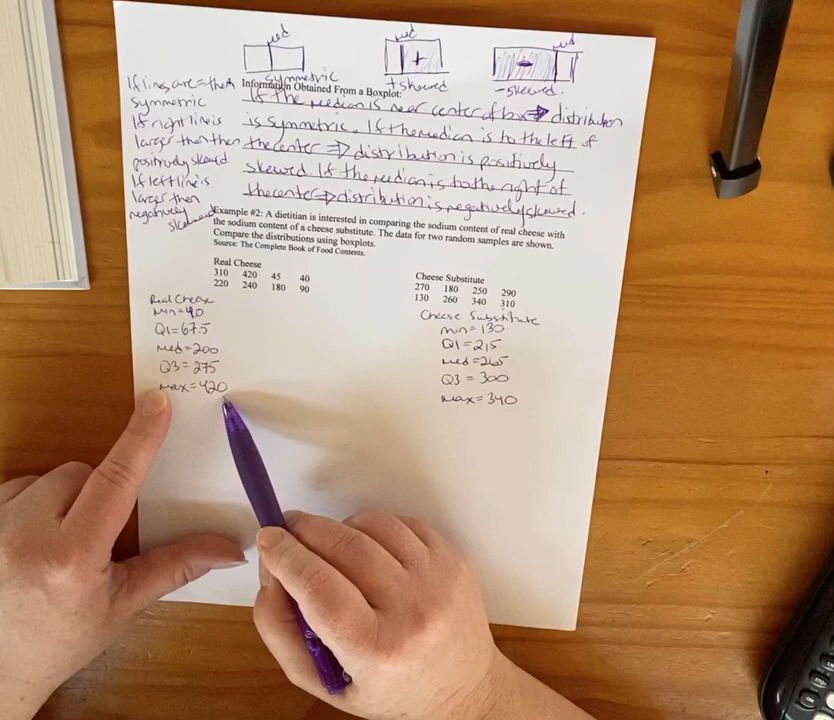 med
med
med
+
-
symmetric
+ skewed
- skewed.
Information Obtained From a Boxplot:
If the median is near center of box ⇒ distribution
is symmetric. If the median is to the left of
the center ⇒ distribution is positively
skewed. If the median is to the right of
the center ⇒ distribution is negatively skewed.
If lines are = then
symmetric
If right line is
larger then then
positively skewed
If left line is
larger then
negatively
skewed
Example #2: A dietitian is interested in comparing the sodium content of real cheese with
the sodium content of a cheese substitute. The data for two random samples are shown.
Compare the distributions using boxplots.
Source: The Complete Book of Food Contents.
Real Cheese
310 420 45 40
220 240 180 90
Real Cheese
Min=40
Q1=67.5
Med=200
Q3=275
Max=420
Cheese Substitute
270 180 250 290
130 260 340 310
Cheese Substitute
min=130
Q1=215
Med=265
Q3=300
Max=340
STO
ON